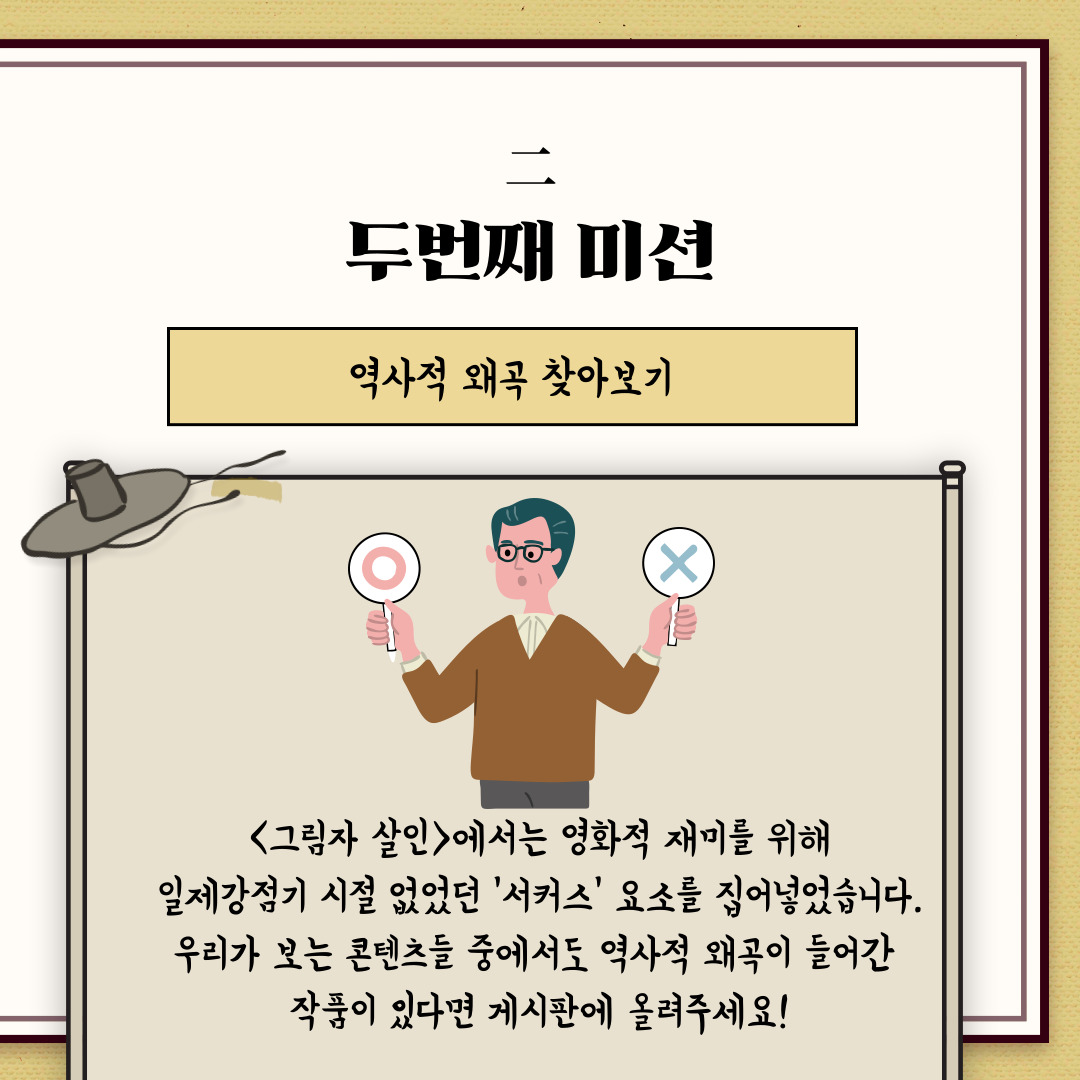 二
두번째 미션
역사적 왜곡 찾아보기
<그림자 살인>에서는 영화적 재미를 위해
일제강점기 시절 없었던 '서커스' 요소를 집어넣었습니다.
우리가 보는 콘텐츠들 중에서도 역사적 왜곡이 들어간
작품이 있다면 게시판에 올려주세요!